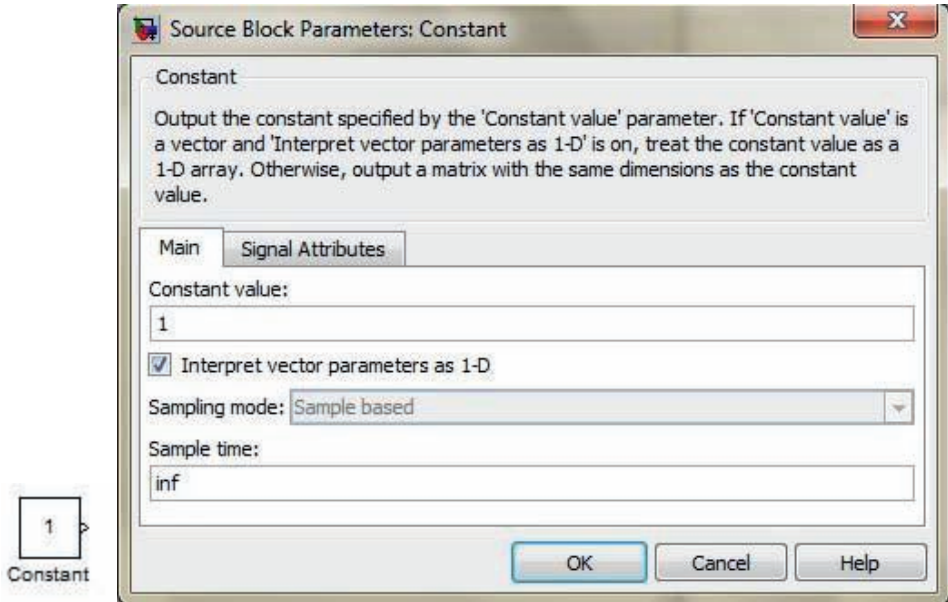 Source Block Parameters: Constant
Constant
Output the constant specified by the 'Constant value' parameter. If 'Constant value' is
a vector and 'Interpret vector parameters as 1-D' is on, treat the constant value as a
1-D array. Otherwise, output a matrix with the same dimensions as the constant
value.
Main
Signal Attributes
Constant value:
1
Interpret vector parameters as 1-D
Sampling mode: Sample based
Sample time:
inf
OK
Cancel
Help
1
Constant